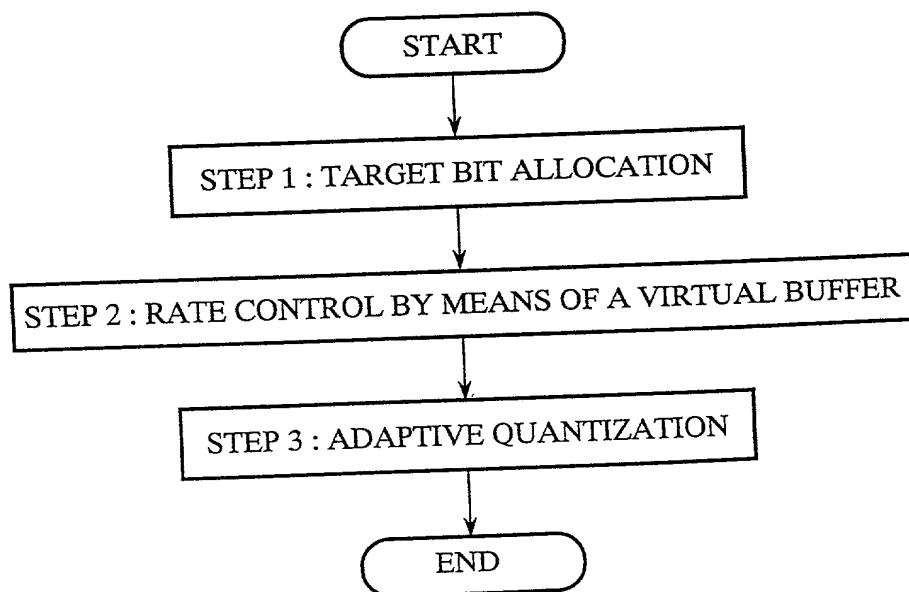 START
STEP 1 : TARGET BIT ALLOCATION
STEP 2 : RATE CONTROL BY MEANS OF A VIRTUAL BUFFER
STEP 3 : ADAPTIVE QUANTIZATION
END